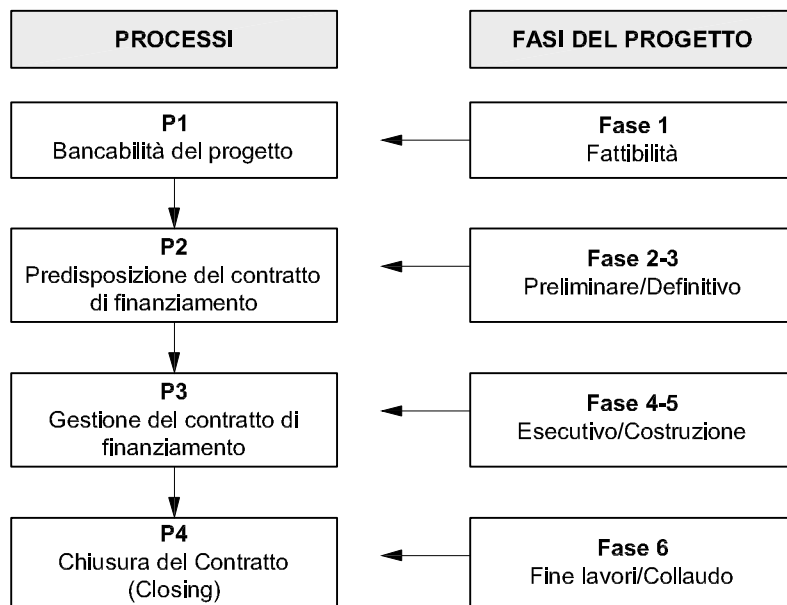 PROCESSI
FASI DEL PROGETTO
P1
Bancabilità del progetto
Fase 1
Fattibilità
P2
Predisposizione del contratto
di finanziamento
Fase 2-3
Preliminare/Definitivo
P3
Gestione del contratto di
finanziamento
Fase 4-5
Esecutivo/Costruzione
P4
Chiusura del Contratto
(Closing)
Fase 6
Fine lavori/Collaudo